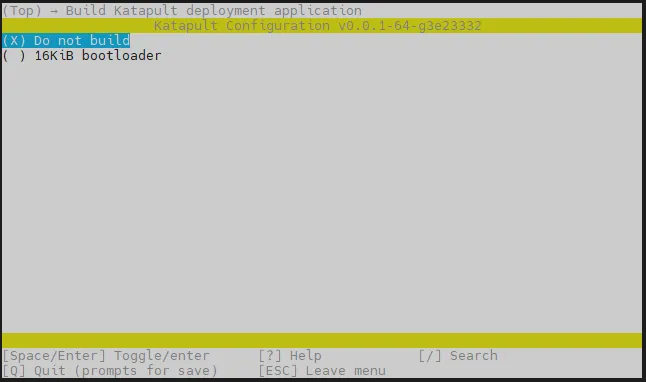 (Top) → Build Katapult deployment application
Katapult Configuration v0.0.1-64-g3e23332
(X) Do not build
( ) 16KiB bootloader
[Space/Enter] Toggle/enter [?] Help [/] Search
[Q] Quit (prompts for save) [ESC] Leave menu